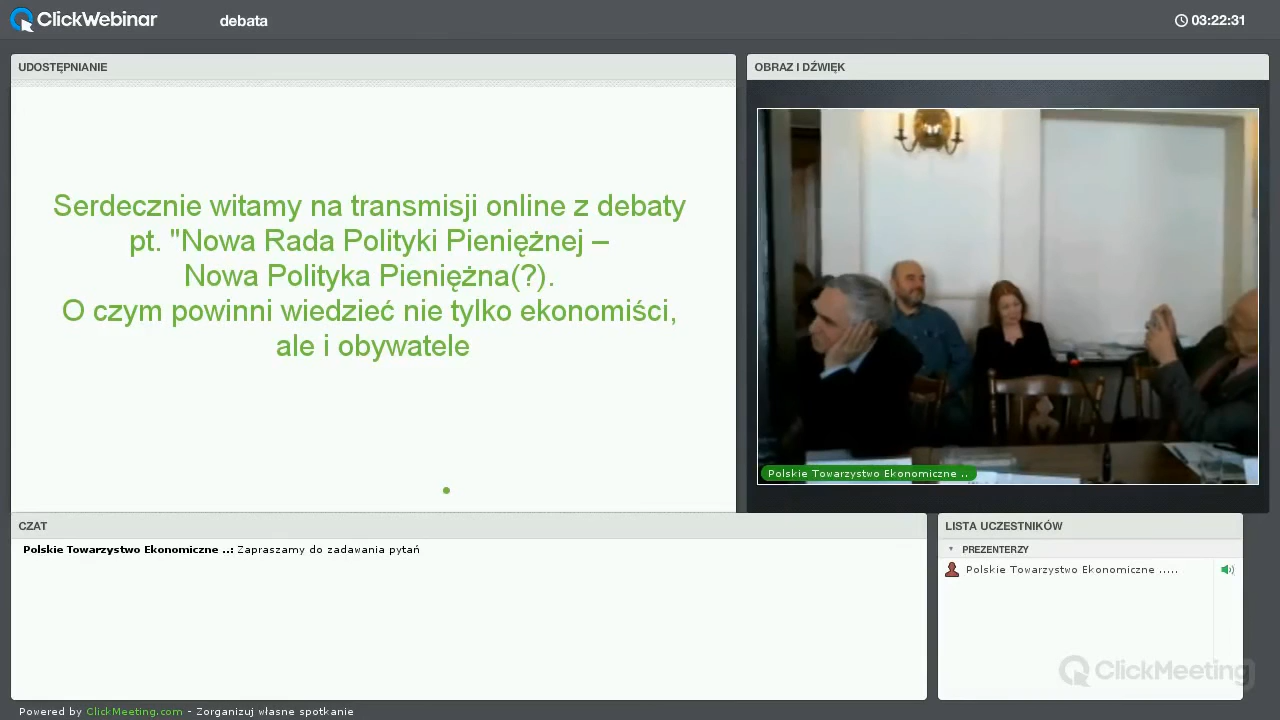 ClickWebinar
debata
03:22:31
UDOSTĘPNIANIE
OBRAZ I DŹWIĘK
Serdecznie witamy na transmisji online z debaty
pt. "Nowa Rada Polityki Pieniężnej –
Nowa Polityka Pieniężna(?).
O czym powinni wiedzieć nie tylko ekonomiści,
ale i obywatele
Polskie Towarzystwo Ekonomiczne ..
CZAT
Polskie Towarzystwo Ekonomiczne ..: Zapraszamy do zadawania pytań
LISTA UCZESTNIKÓW
PREZENTERZY
Polskie Towarzystwo Ekonomiczne .....
ClickMeeting
Powered by ClickMeeting.com - Zorganizuj własne spotkanie